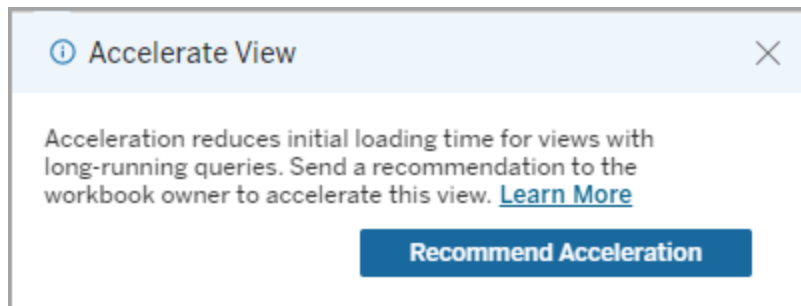 Accelerate View
Acceleration reduces initial loading time for views with
long-running queries. Send a recommendation to the
workbook owner to accelerate this view. Learn More
Recommend Acceleration